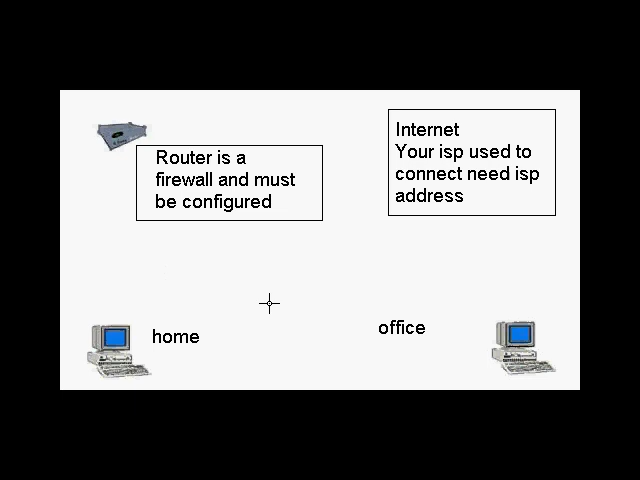 Router is a
firewall and must
be configured
Internet
Your isp used to
connect need isp
address
home
office